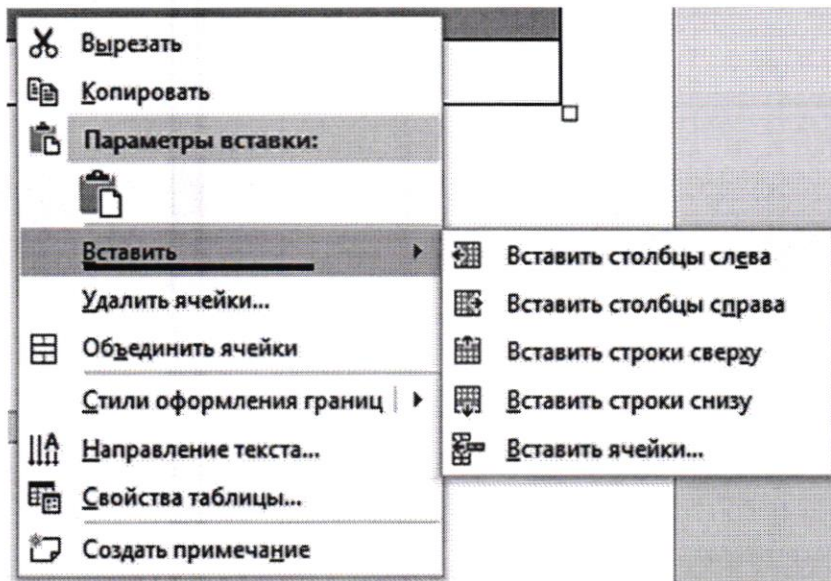 Вырезать
Копировать
Параметры вставки:
Вставить
Удалить ячейки...
Объединить ячейки
Стили оформления границ
Направление текста...
Свойства таблицы...
Создать примечание
Вставить столбцы слева
Вставить столбцы справа
Вставить строки сверху
Вставить строки снизу
Вставить ячейки...